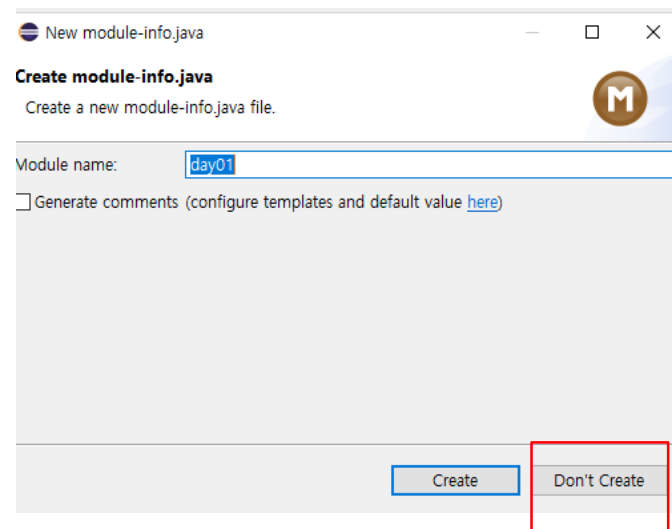 New module-info.java
Create module-info.java
Create a new module-info.java file.
M
Module name: day01
Generate comments (configure templates and default value here)
Create Don't Create